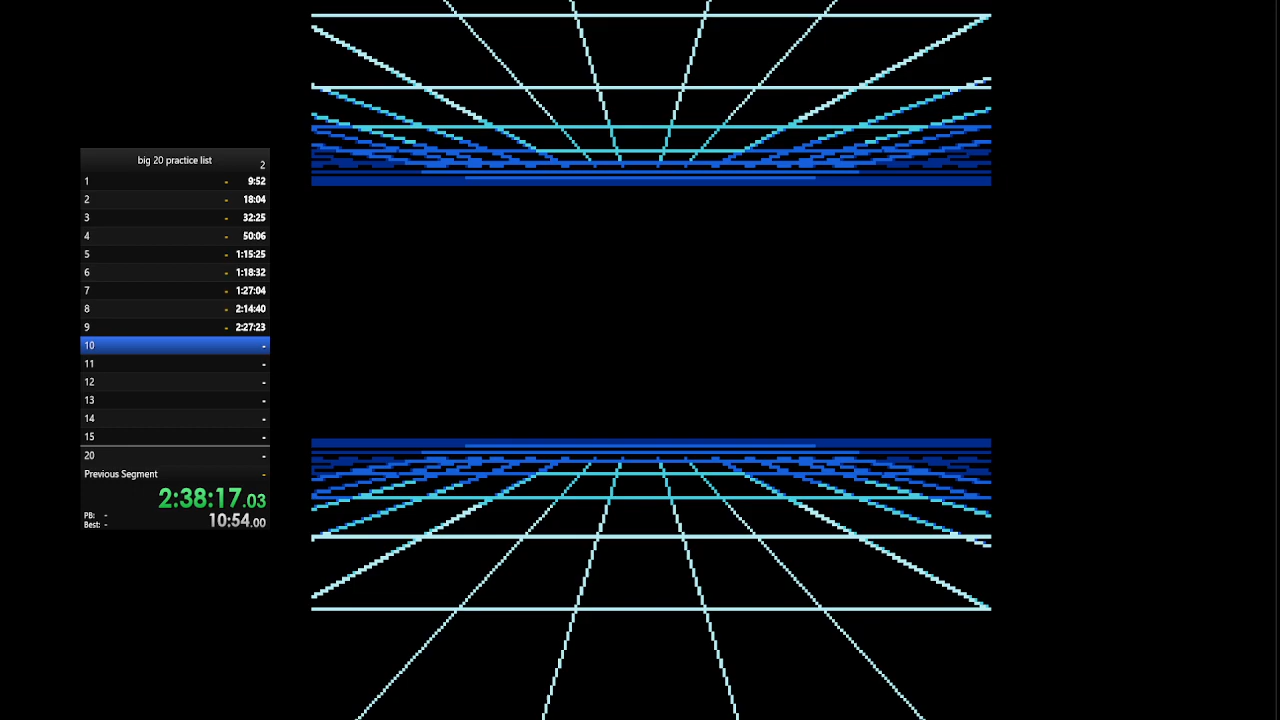 big 20 practice list
2
1 - 9:52
2 - 18:04
3 - 32:25
4 - 50:06
5 - 1:15:25
6 - 1:18:32
7 - 1:27:04
8 - 2:14:40
9 - 2:27:23
10 -
11 -
12 -
13 -
14 -
15 -
20 -
Previous Segment -
2:38:17.03
PB: -
Best: -
10:54.00